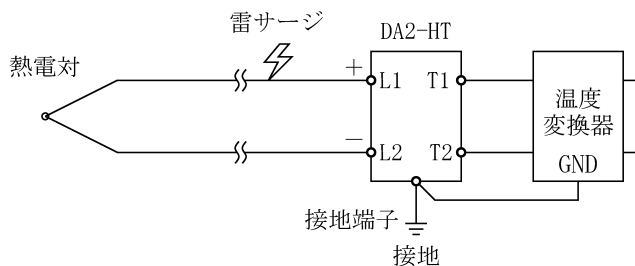 雷サージ
DA2-HT
熱電対
+
L1
T1
温度
変換器
−
L2
T2
GND
接地端子
接地